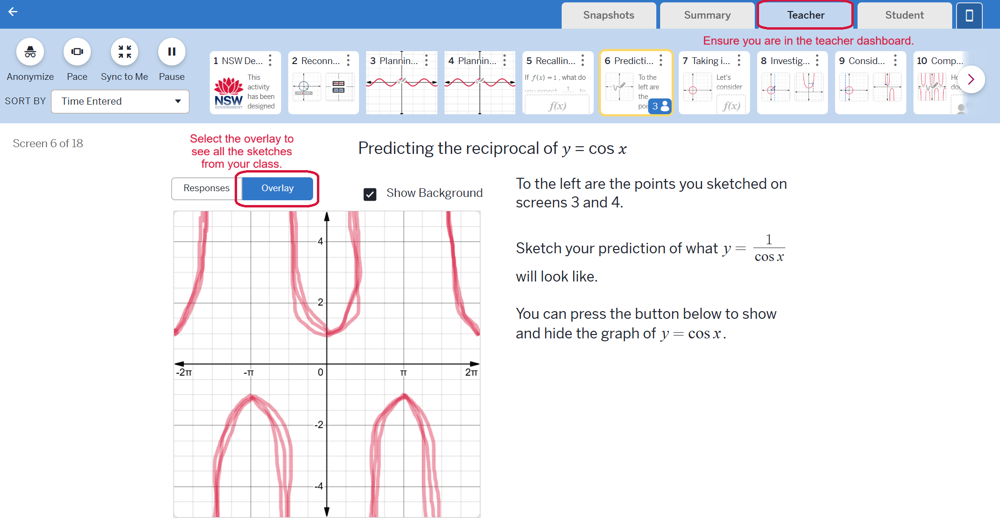 Snapshots
Summary
Teacher
Student
Ensure you are in the teacher dashboard.
Anonymize
Pace
Sync to Me
Pause
SORT BY
Time Entered
1 NSW De...
This
activity
has been
designed
NSW
GOVERNMENT
2 Reconn...
3 Plannin...
4 Plannin...
5 Recallin...
If f(x) = 1, what do
you expect 1 to
f(x)
6 Predicti...
To the
left are
the
poi
3
7 Taking i...
Let's
consider
f(x)
8 Investig...
9 Consid...
10 Comp...
Screen 6 of 18
Select the overlay to
see all the sketches
from your class.
Responses
Overlay
Show Background
Predicting the reciprocal of y = cos x
To the left are the points you sketched on
screens 3 and 4.
Sketch your prediction of what y = 1/cos x
will look like.
You can press the button below to show
and hide the graph of y = cos x.
4
2
-2π
-π
0
π
2π
-2
-4